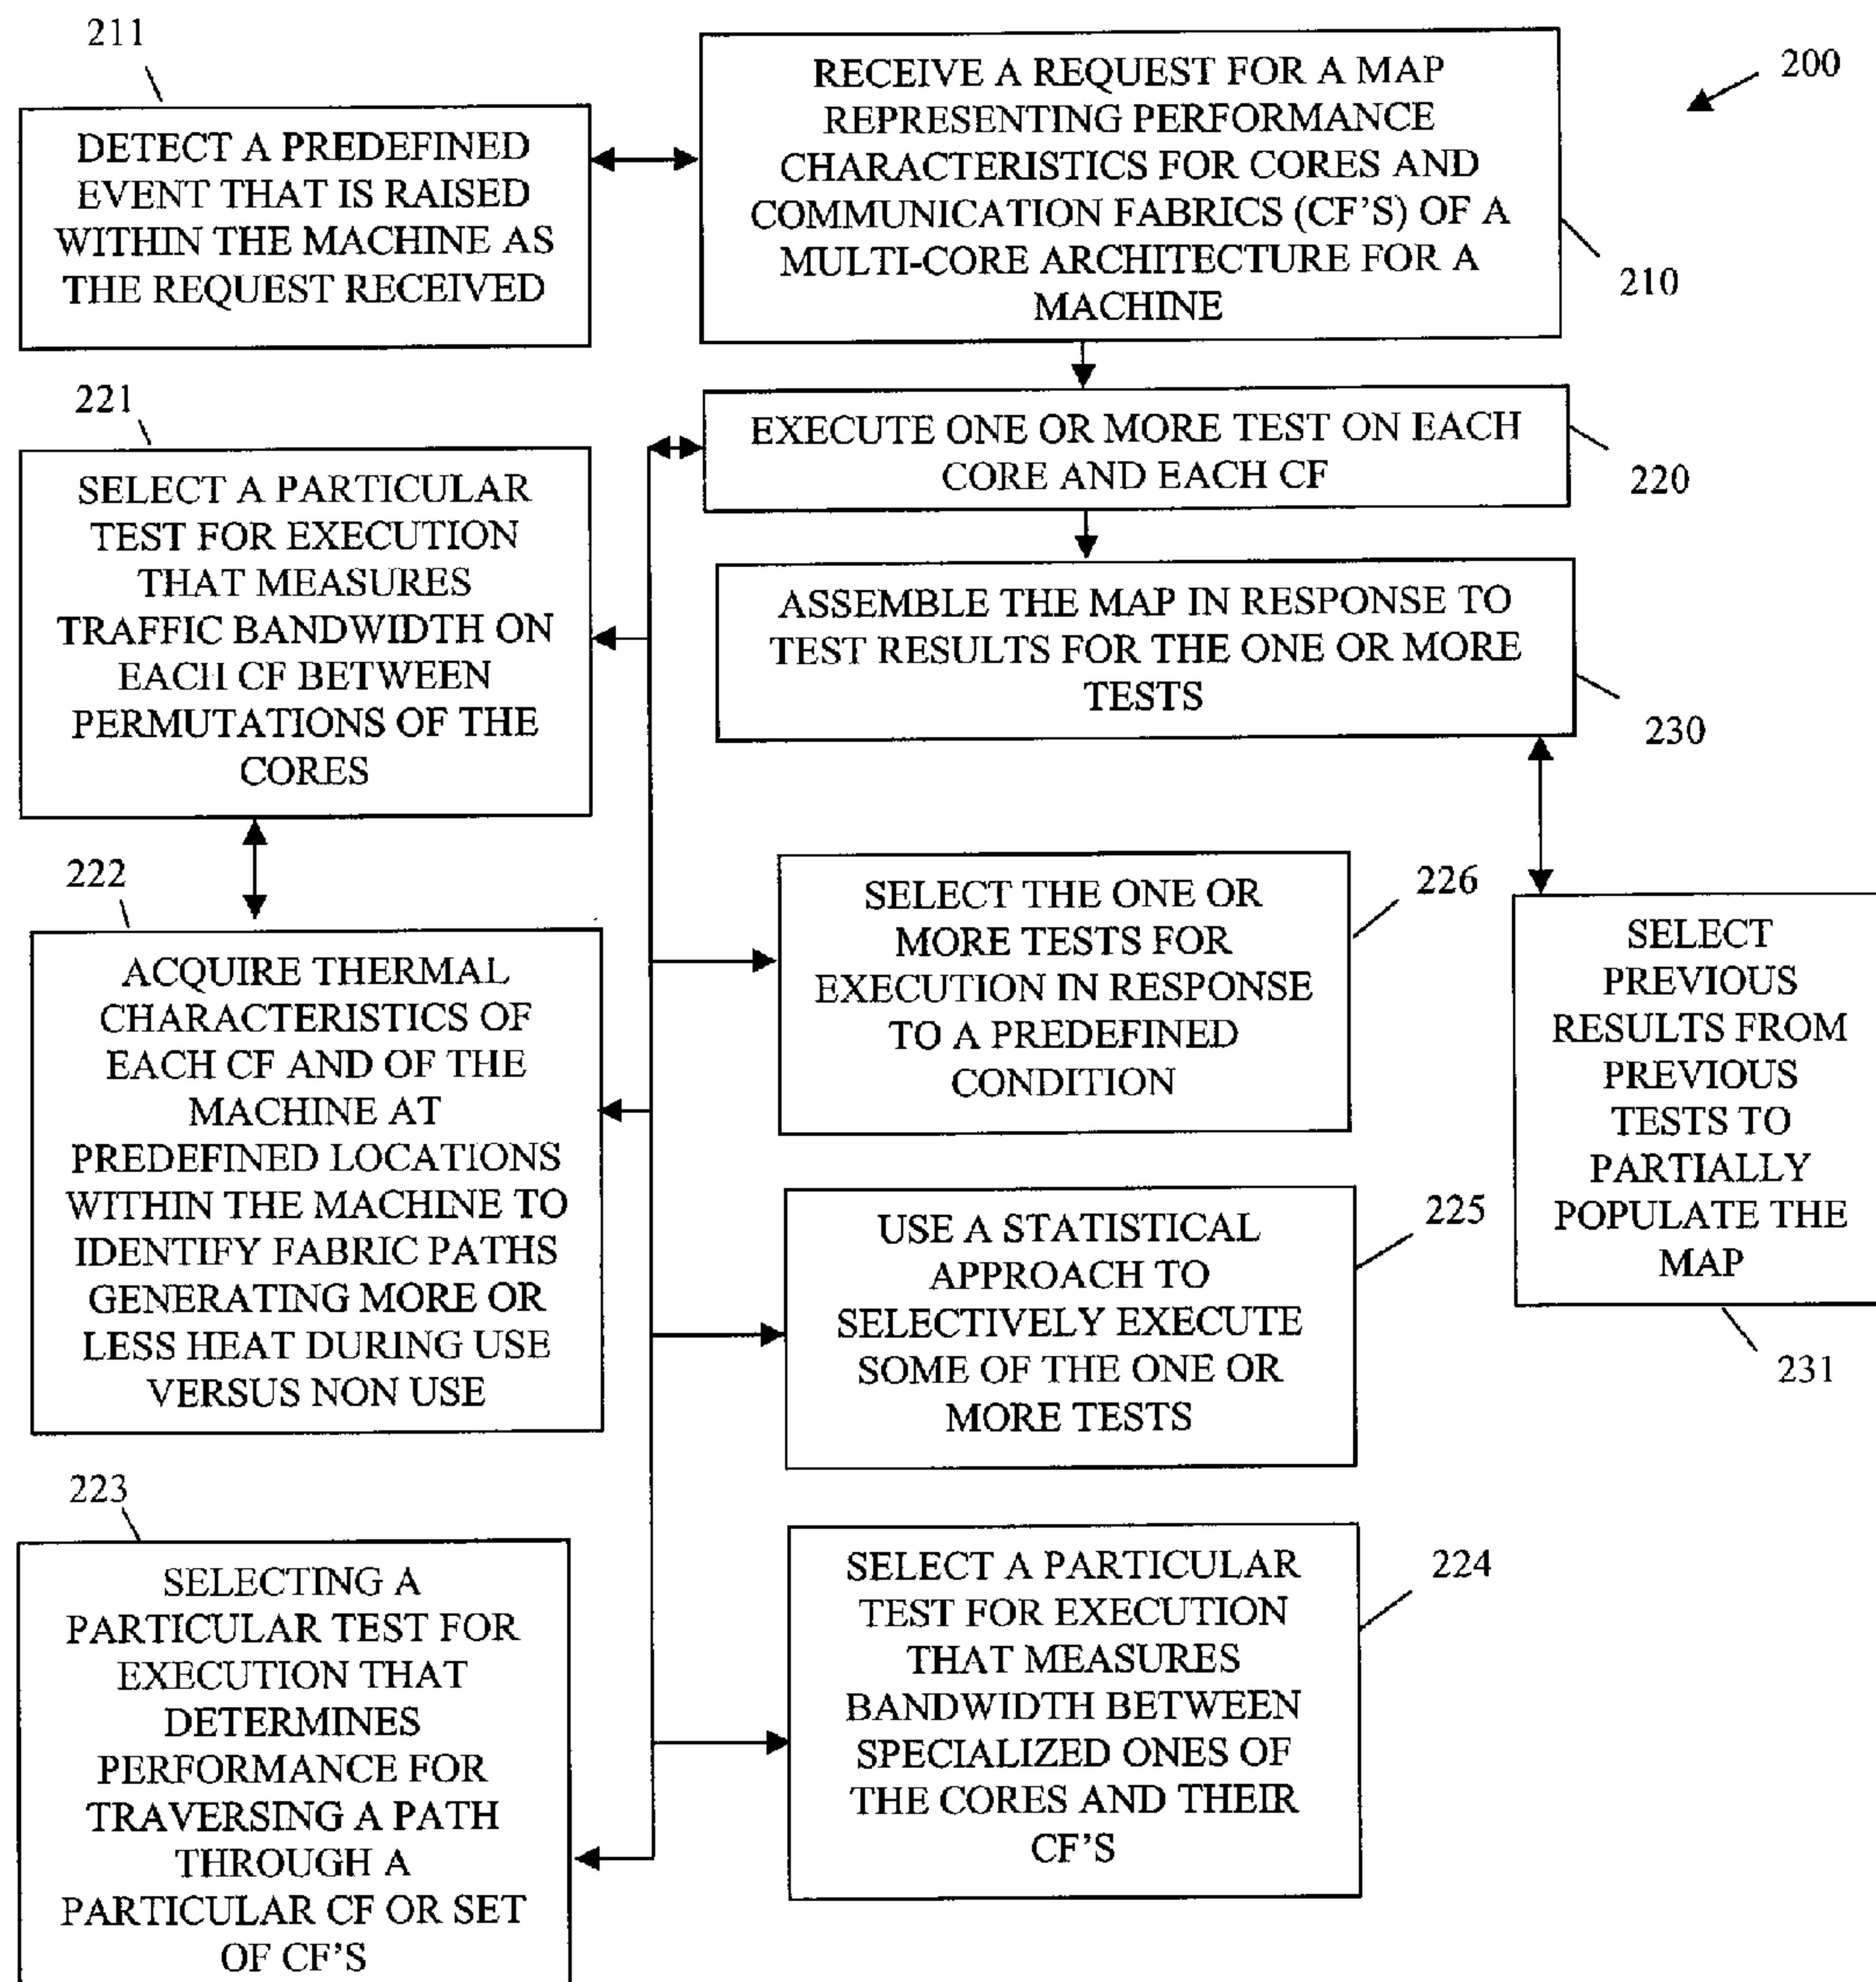 211
DETECT A PREDEFINED
EVENT THAT IS RAISED
WITHIN THE MACHINE AS
THE REQUEST RECEIVED
RECEIVE A REQUEST FOR A MAP
REPRESENTING PERFORMANCE
CHARACTERISTICS FOR CORES AND
COMMUNICATION FABRICS (CF'S) OF A
MULTI-CORE ARCHITECTURE FOR A
MACHINE
200
210
221
SELECT A PARTICULAR
TEST FOR EXECUTION
THAT MEASURES
TRAFFIC BANDWIDTH ON
EACH CF BETWEEN
PERMUTATIONS OF THE
CORES
EXECUTE ONE OR MORE TEST ON EACH
CORE AND EACH CF
220
ASSEMBLE THE MAP IN RESPONSE TO
TEST RESULTS FOR THE ONE OR MORE
TESTS
230
222
ACQUIRE THERMAL
CHARACTERISTICS OF
EACH CF AND OF THE
MACHINE AT
PREDEFINED LOCATIONS
WITHIN THE MACHINE TO
IDENTIFY FABRIC PATHS
GENERATING MORE OR
LESS HEAT DURING USE
VERSUS NON USE
SELECT THE ONE OR
MORE TESTS FOR
EXECUTION IN RESPONSE
TO A PREDEFINED
CONDITION
226
SELECT
PREVIOUS
RESULTS FROM
PREVIOUS
TESTS TO
PARTIALLY
POPULATE THE
MAP
231
USE A STATISTICAL
APPROACH TO
SELECTIVELY EXECUTE
SOME OF THE ONE OR
MORE TESTS
225
223
SELECTING A
PARTICULAR TEST FOR
EXECUTION THAT
DETERMINES
PERFORMANCE FOR
TRAVERSING A PATH
THROUGH A
PARTICULAR CF OR SET
OF CF'S
SELECT A PARTICULAR
TEST FOR EXECUTION
THAT MEASURES
BANDWIDTH BETWEEN
SPECIALIZED ONES OF
THE CORES AND THEIR
CF'S
224